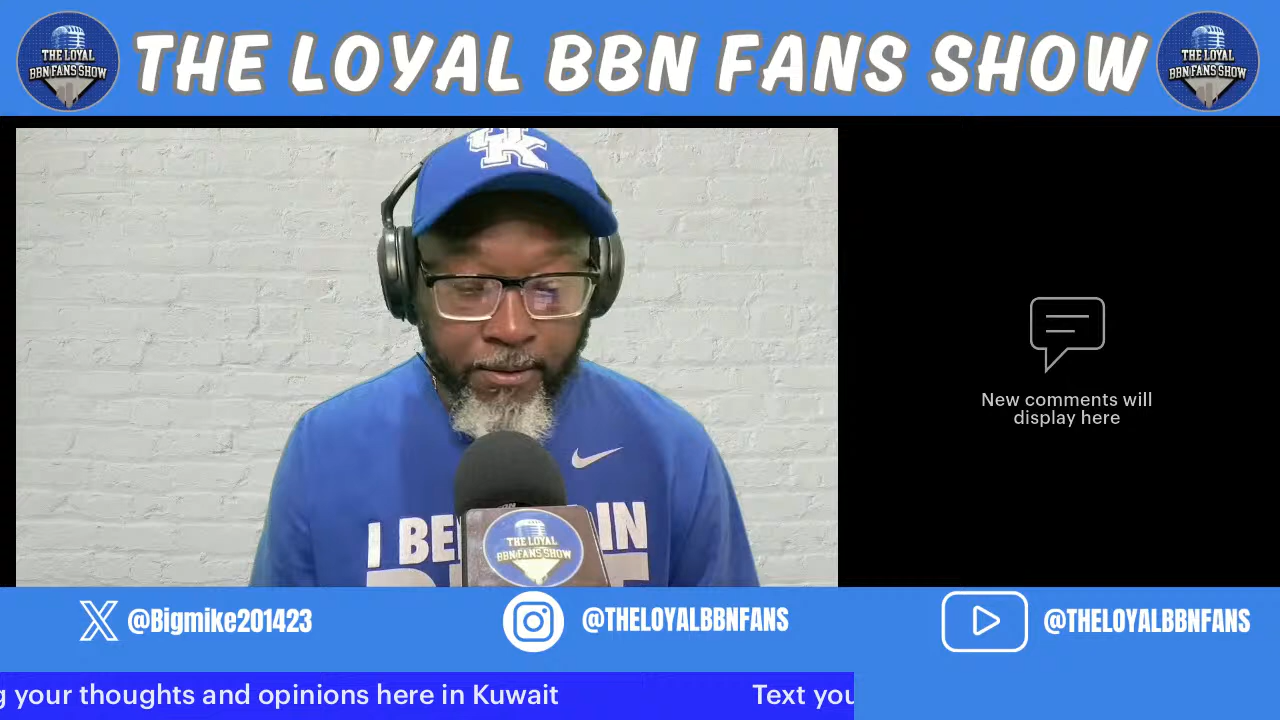 THE LOYAL BBN FANS SHOW
THE LOYAL
BBN FANS SHOW
THE LOYAL
BBN FANS SHOW
UK
New comments will
display here
I BE IN
THE LOYAL
BBN FANS SHOW
@Bigmike201423
@THELOYALBBNFANS
@THELOYALBBNFANS
g your thoughts and opinions here in Kuwait
Text you